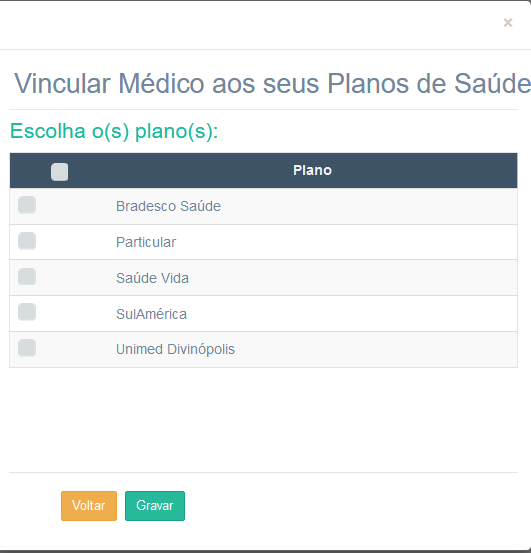 ×
Vincular Médico aos seus Planos de Saúde
Escolha o(s) plano(s):
Plano
Bradesco Saúde
Particular
Saúde Vida
SulAmérica
Unimed Divinópolis
Voltar Gravar